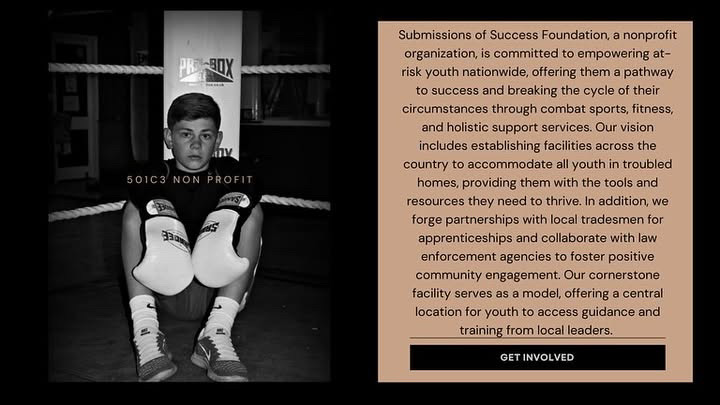 PRO BOX
501C3 NON PROFIT
SANDEE
SANDEE
Submissions of Success Foundation, a nonprofit
organization, is committed to empowering at-
risk youth nationwide, offering them a pathway
to success and breaking the cycle of their
circumstances through combat sports, fitness,
and holistic support services. Our vision
includes establishing facilities across the
country to accommodate all youth in troubled
homes, providing them with the tools and
resources they need to thrive. In addition, we
forge partnerships with local tradesmen for
apprenticeships and collaborate with law
enforcement agencies to foster positive
community engagement. Our cornerstone
facility serves as a model, offering a central
location for youth to access guidance and
training from local leaders.
GET INVOLVED